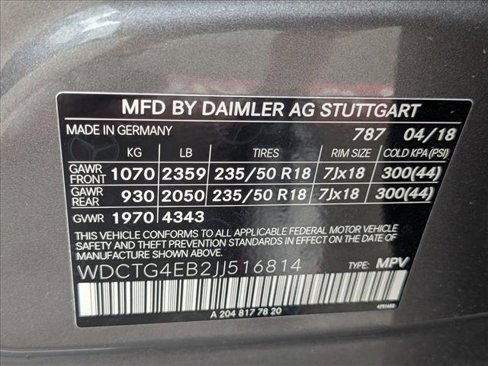 MFD BY DAIMLER AG STUTTGART
MADE IN GERMANY 787 04/18
KG LB TIRES RIM SIZE COLD KPA(PSI)
GAWR FRONT 1070 2359 235/50 R18 7Jx18 300(44)
GAWR REAR 930 2050 235/50 R18 7Jx18 300(44)
GVWR 1970 4343
THIS VEHICLE CONFORMS TO ALL APPLICABLE FEDERAL MOTOR VEHICLE
SAFETY STANDARDS IN EFFECT ON THE DATE OF MANUFACTURE
SHOWN ABOVE.
WDCTG4EB2JJ516814 TYPE: MPV
A 204 817 78 20